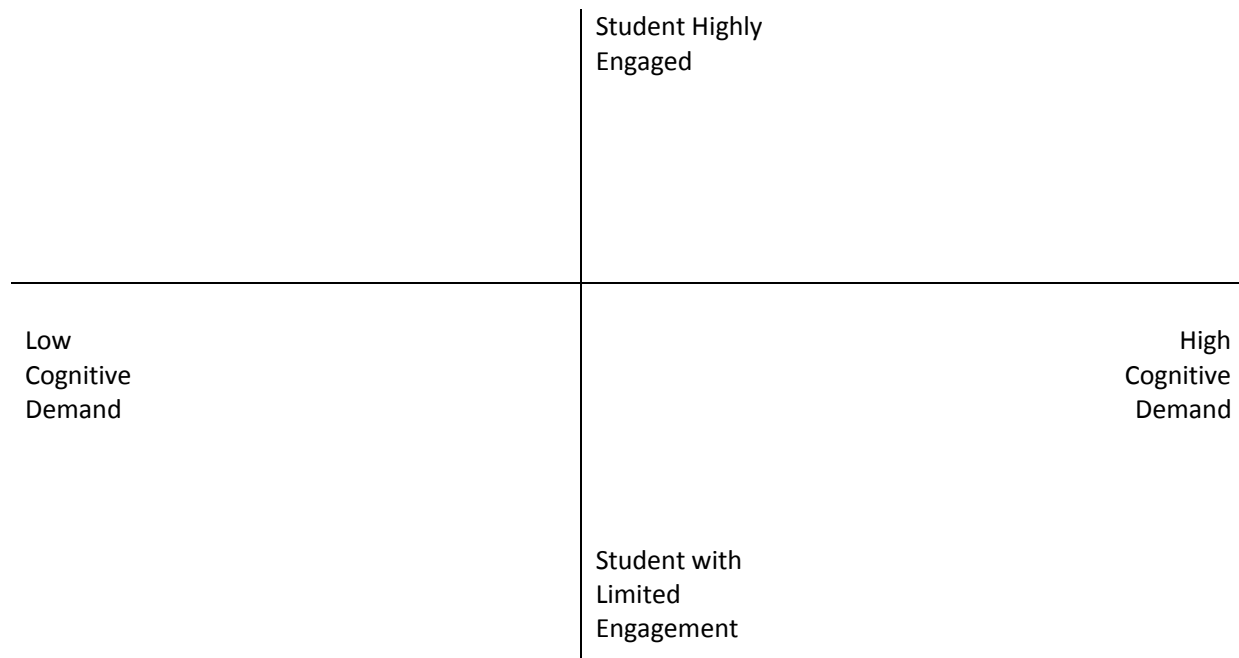 Student Highly
Engaged
Low
Cognitive
Demand
High
Cognitive
Demand
Student with
Limited
Engagement